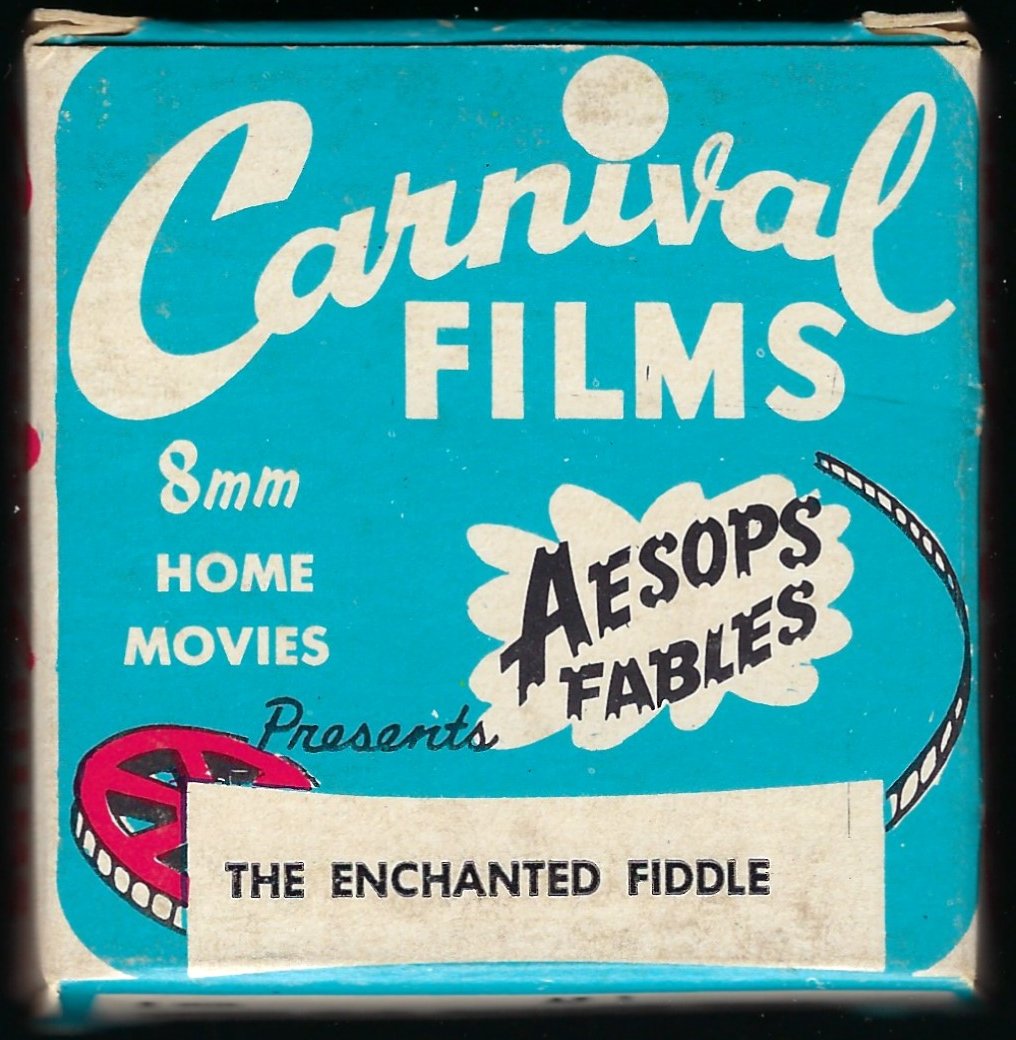 Carnival
FILMS
8mm
HOME
MOVIES
AESOPS
FABLES
Presents
THE ENCHANTED FIDDLE